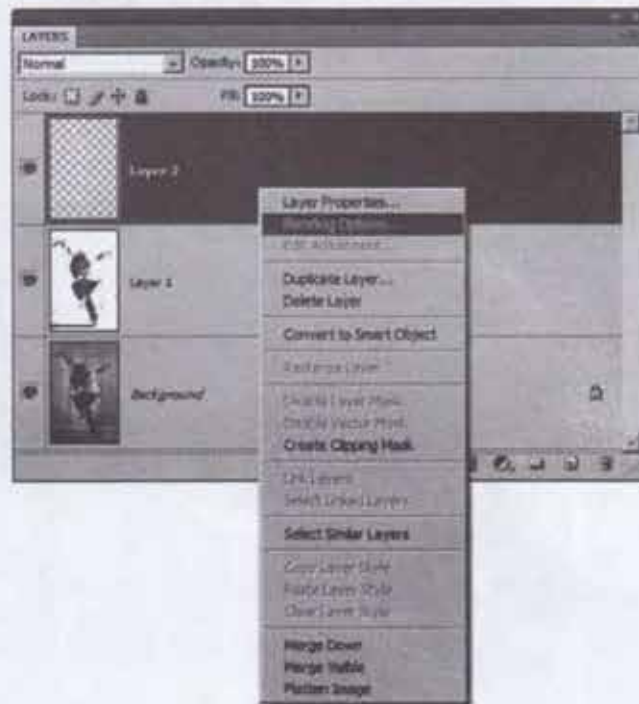 LAYERS
Normal Opacity: 100%
Lock: Fill: 100%
Layer 2
Layer 1
Background
Layer Properties...
Blending Options...
Edit Adjustment...
Duplicate Layer...
Delete Layer
Convert to Smart Object
Rasterize Layer
Layer Mask
Vector Mask
Create Clipping Mask
Link Layers
Select Linked Layers
Select Similar Layers
Copy Layer Style
Paste Layer Style
Clear Layer Style
Merge Down
Merge Visible
Flatten Image